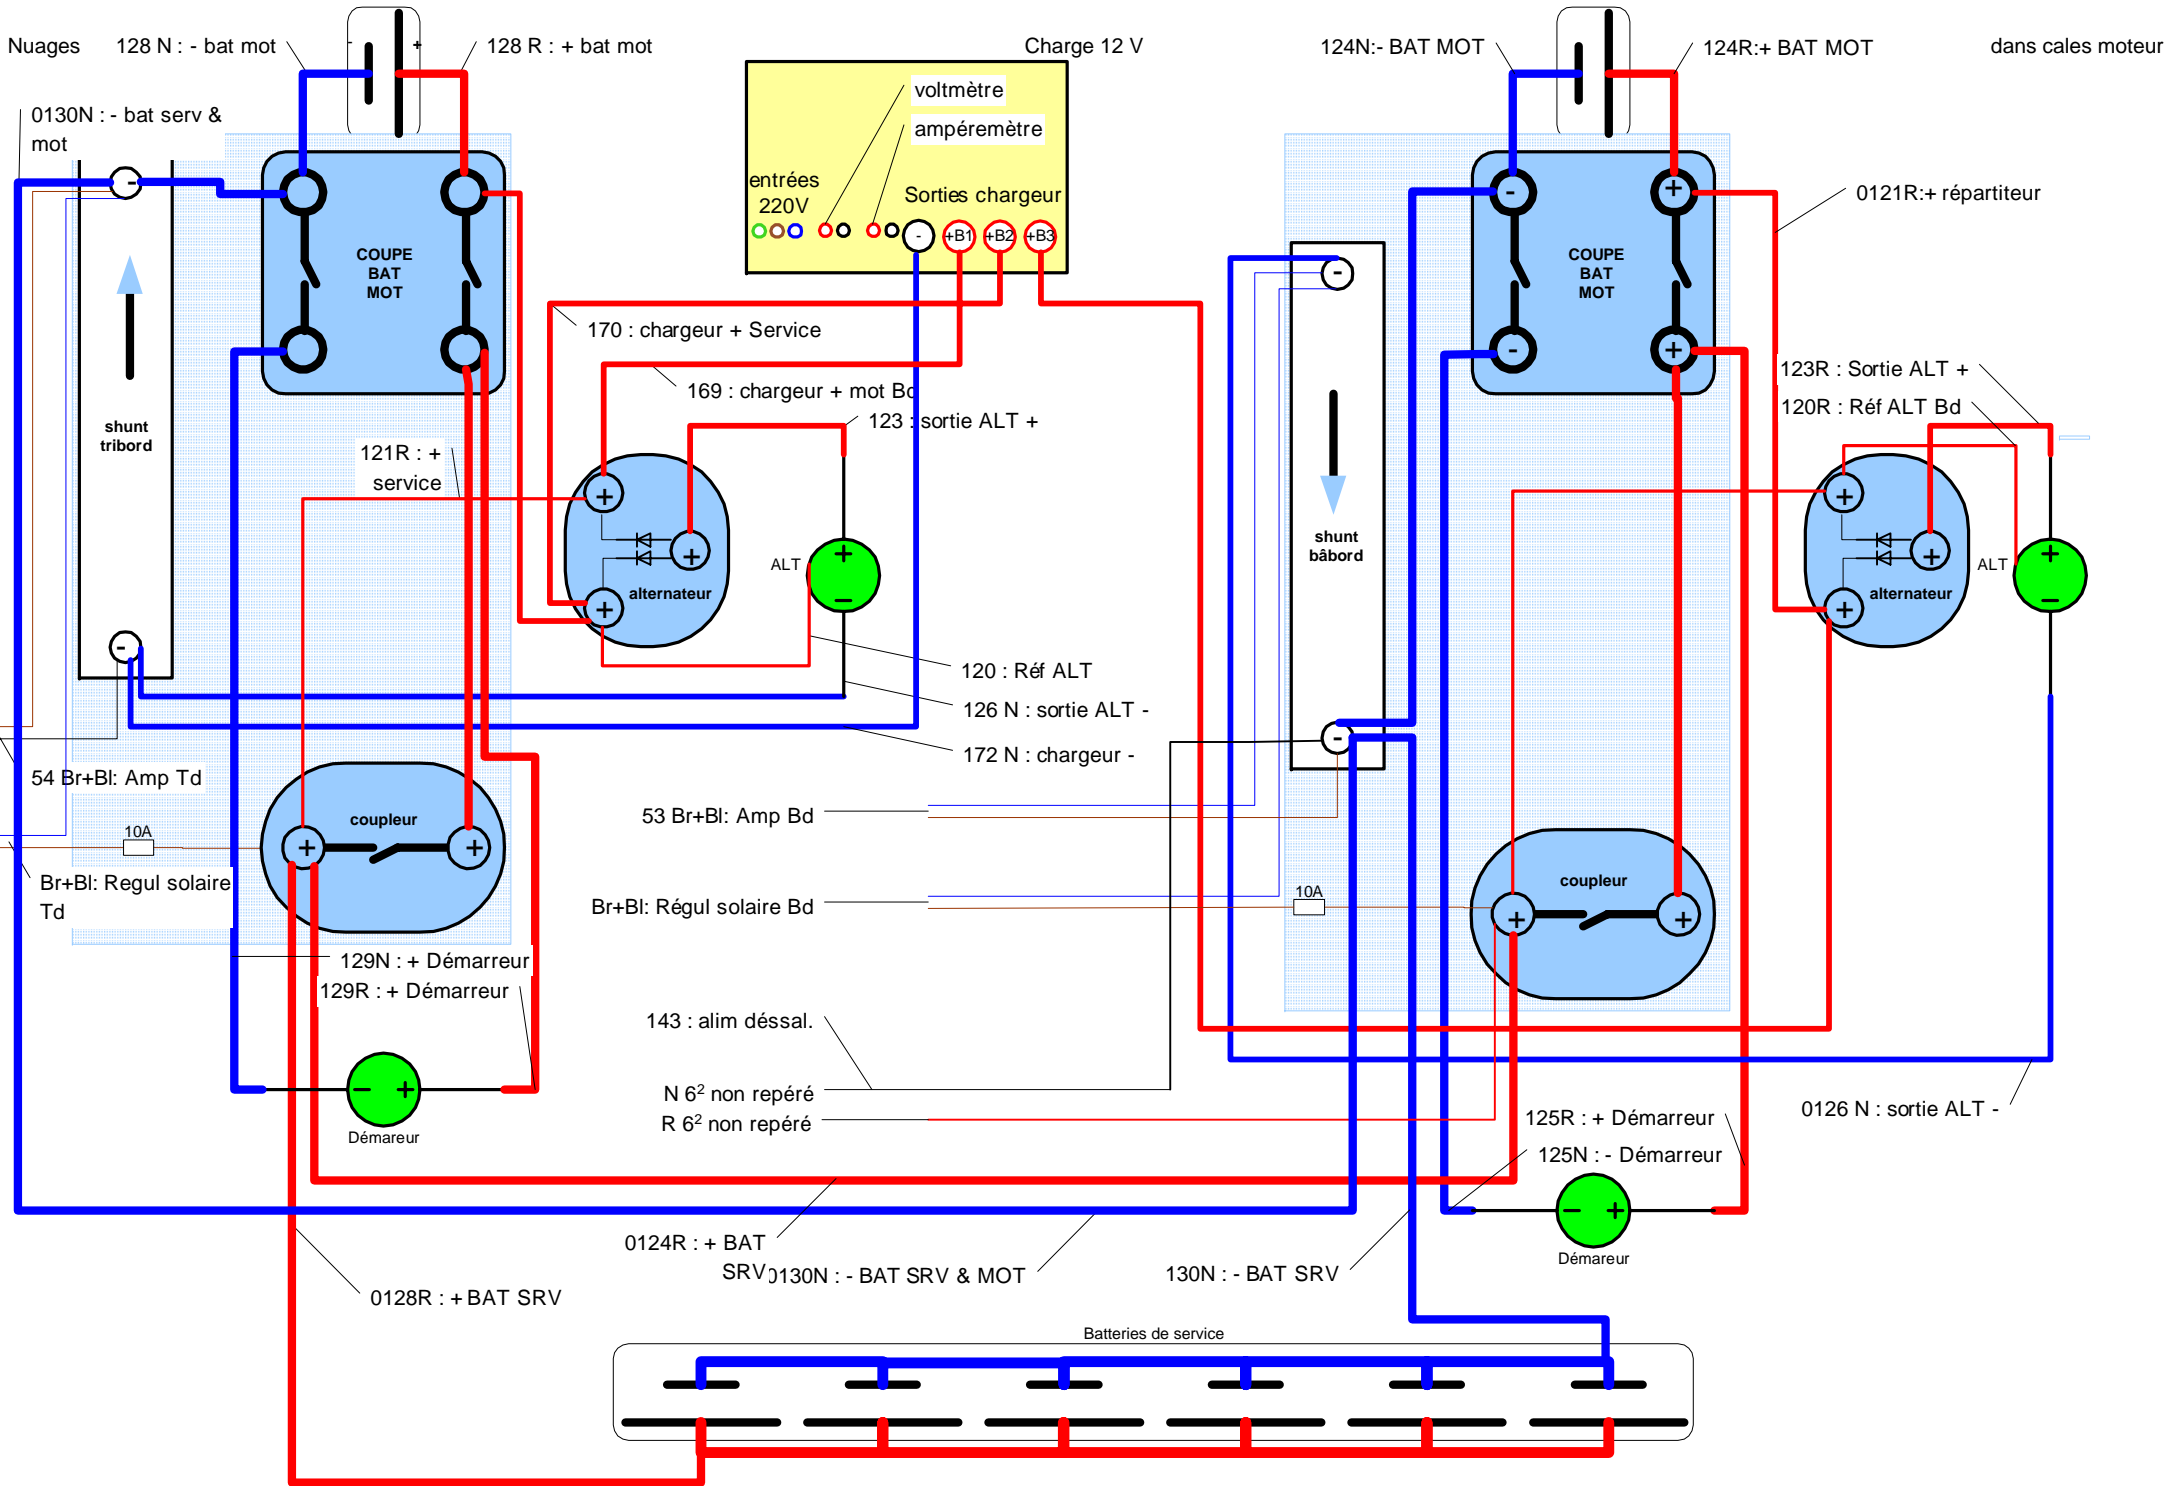 Nuages
128 N : - bat mot
128 R : + bat mot
Charge 12 V
124N:- BAT MOT
124R:+ BAT MOT
dans cales moteur
- +
0130N : - bat serv &
mot
voltmètre
ampéremètre
entrées
220V
Sorties chargeur
- +B1 +B2 +B3
0121R:+ répartiteur
-
COUPE
BAT
MOT
- +
COUPE
BAT
MOT
- +
-
170 : chargeur + Service
169 : chargeur + mot Bd
123 : sortie ALT +
123R : Sortie ALT +
120R : Réf ALT Bd
shunt
tribord
121R : +
service
+
+
+
alternateur
ALT
+
−
shunt
bâbord
+
+
+
alternateur
ALT
+
−
-
120 : Réf ALT
126 N : sortie ALT -
172 N : chargeur -
-
54 Br+Bl: Amp Td
53 Br+Bl: Amp Bd
10A
coupleur
+ +
Br+Bl: Regul solaire
Td
Br+Bl: Régul solaire Bd
10A
coupleur
+ +
129N : + Démarreur
129R : + Démarreur
143 : alim déssal.
N 6² non repéré
R 6² non repéré
− +
Démareur
125R : + Démarreur
125N : - Démarreur
0126 N : sortie ALT -
− +
Démareur
0124R : + BAT
SRV
0130N : - BAT SRV & MOT
130N : - BAT SRV
0128R : + BAT SRV
Batteries de service